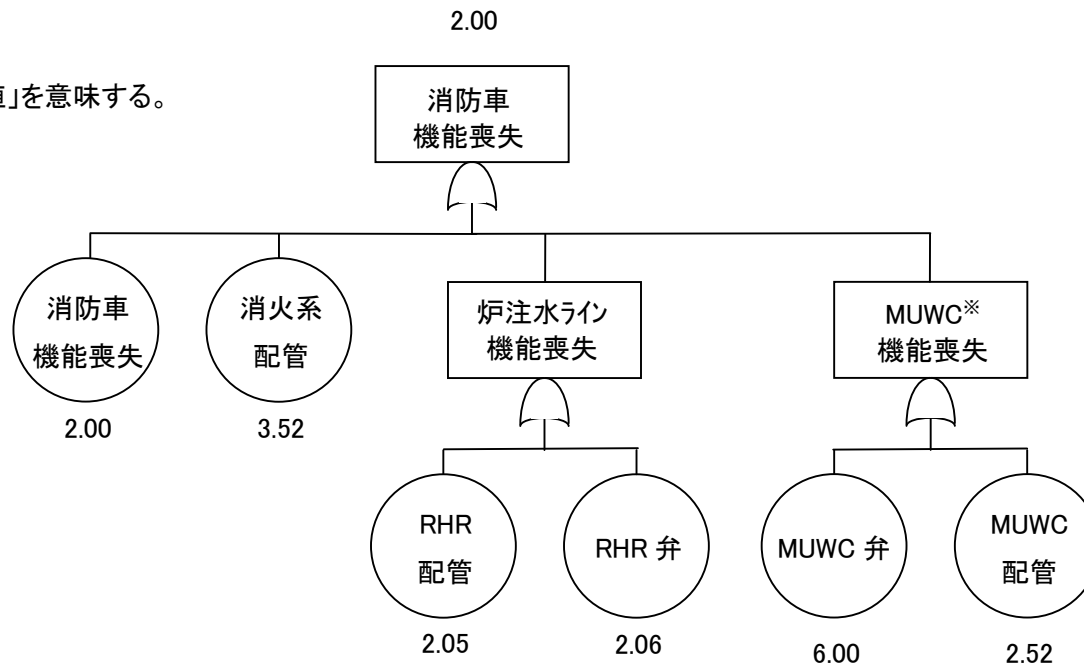 2.00
」を意味する。
消防車
機能喪失
消防車
機能喪失
2.00
消火系
配管
3.52
炉注水ライン
機能喪失
MUWC※
機能喪失
RHR
配管
2.05
RHR 弁
2.06
MUWC 弁
6.00
MUWC
配管
2.52